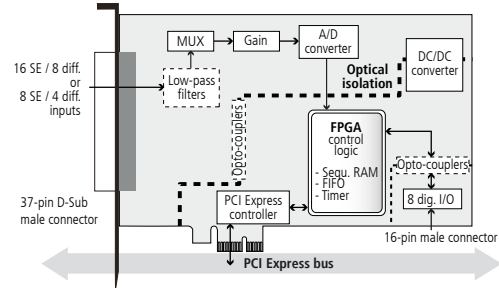 MUX
Gain
A/D
converter
DC/DC
converter
16 SE / 8 diff.
or
8 SE / 4 diff.
inputs
Low-pass
filters
Optical
isolation
Opto-couplers
FPGA
control
logic
- Sequ. RAM
- FIFO
- Timer
Opto-couplers
8 dig. I/O
37-pin D-Sub
male connector
PCI Express
controller
16-pin male connector
PCI Express bus